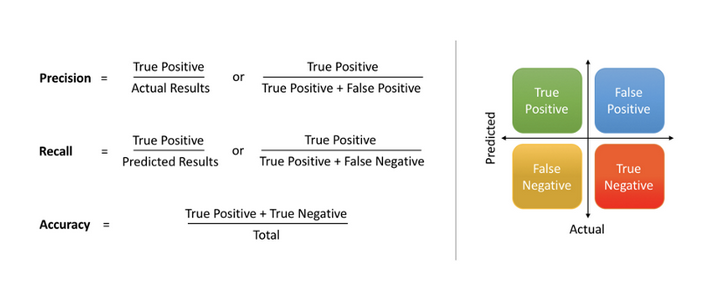 Precision = True Positive / Actual Results or True Positive / True Positive + False Positive
Recall = True Positive / Predicted Results or True Positive / True Positive + False Negative
Accuracy = True Positive + True Negative / Total
Predicted
True
Positive
False
Positive
False
Negative
True
Negative
Actual